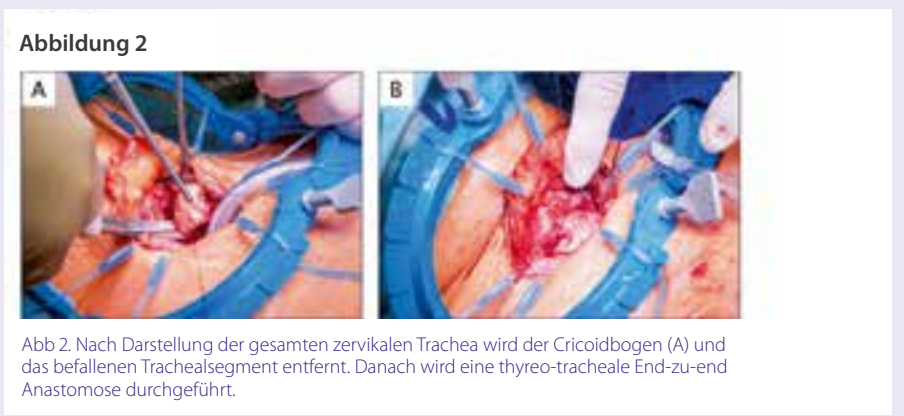 Abbildung 2
A
B
Abb 2. Nach Darstellung der gesamten zervikalen Trachea wird der Cricoidbogen (A) und
das befallenen Trachealsegment entfernt. Danach wird eine thyreo-tracheale End-zu-end
Anastomose durchgeführt.